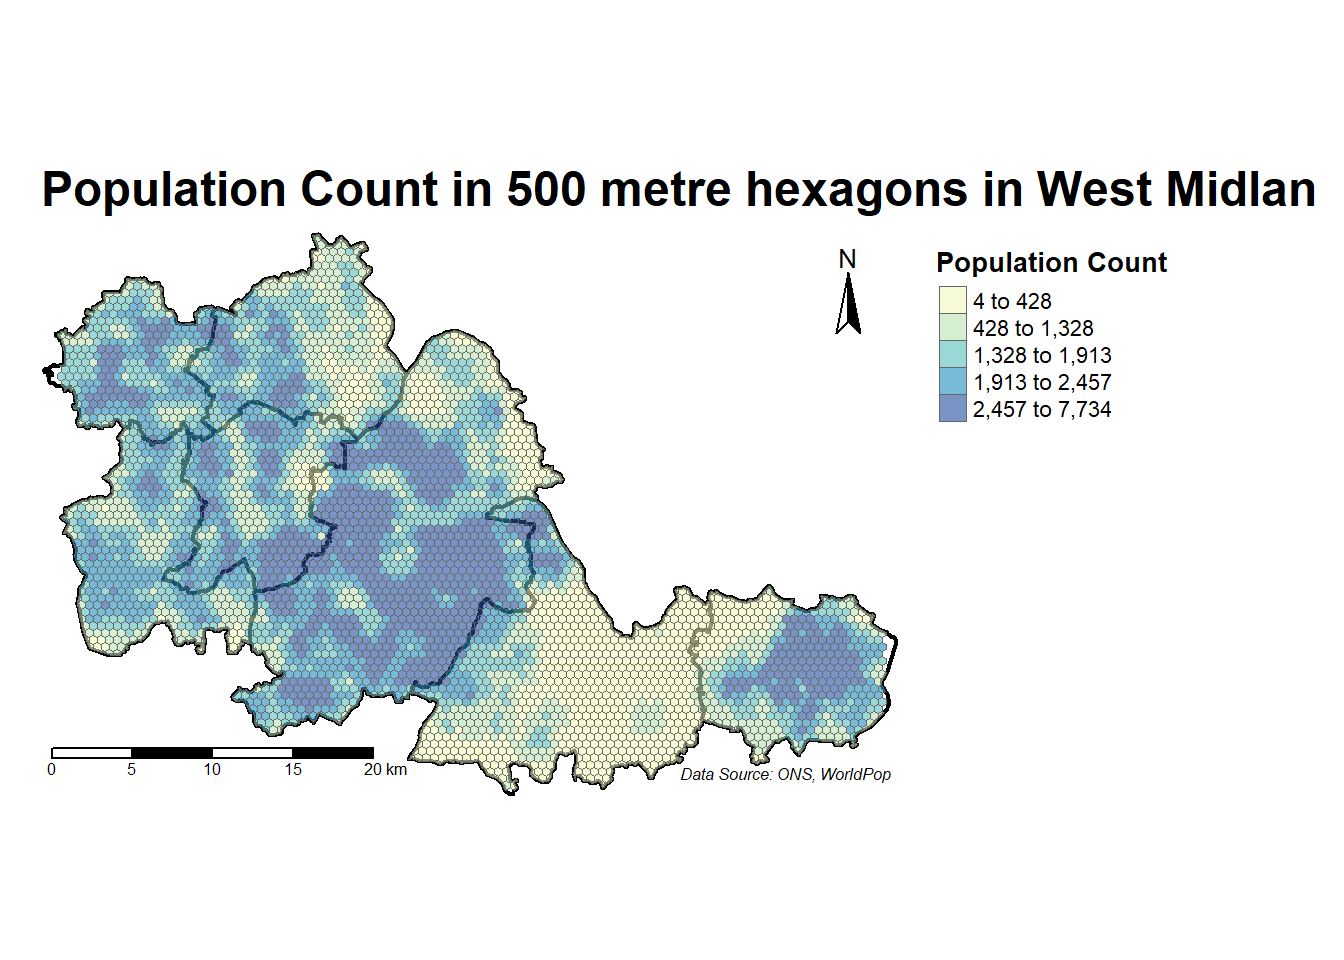 Population Count in 500 metre hexagons in West Midlan
N
Population Count
4 to 428
428 to 1,328
1,328 to 1,913
1,913 to 2,457
2,457 to 7,734
0 5 10 15 20 km
Data Source: ONS, WorldPop